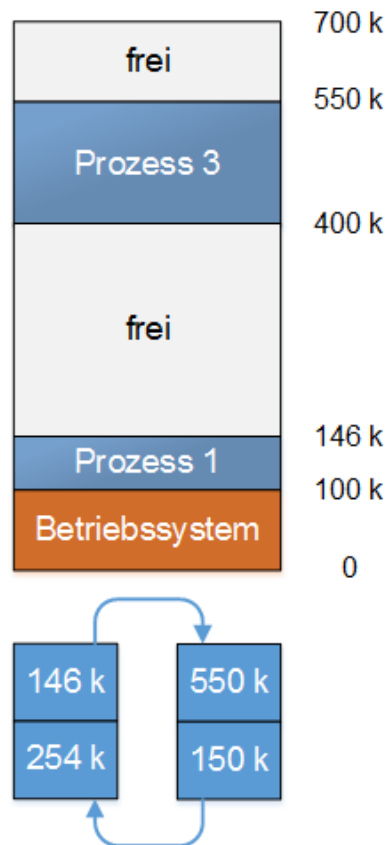 700 k
frei
550 k
Prozess 3
400 k
frei
146 k
Prozess 1
100 k
Betriebssystem
0
146 k
550 k
254 k
150 k